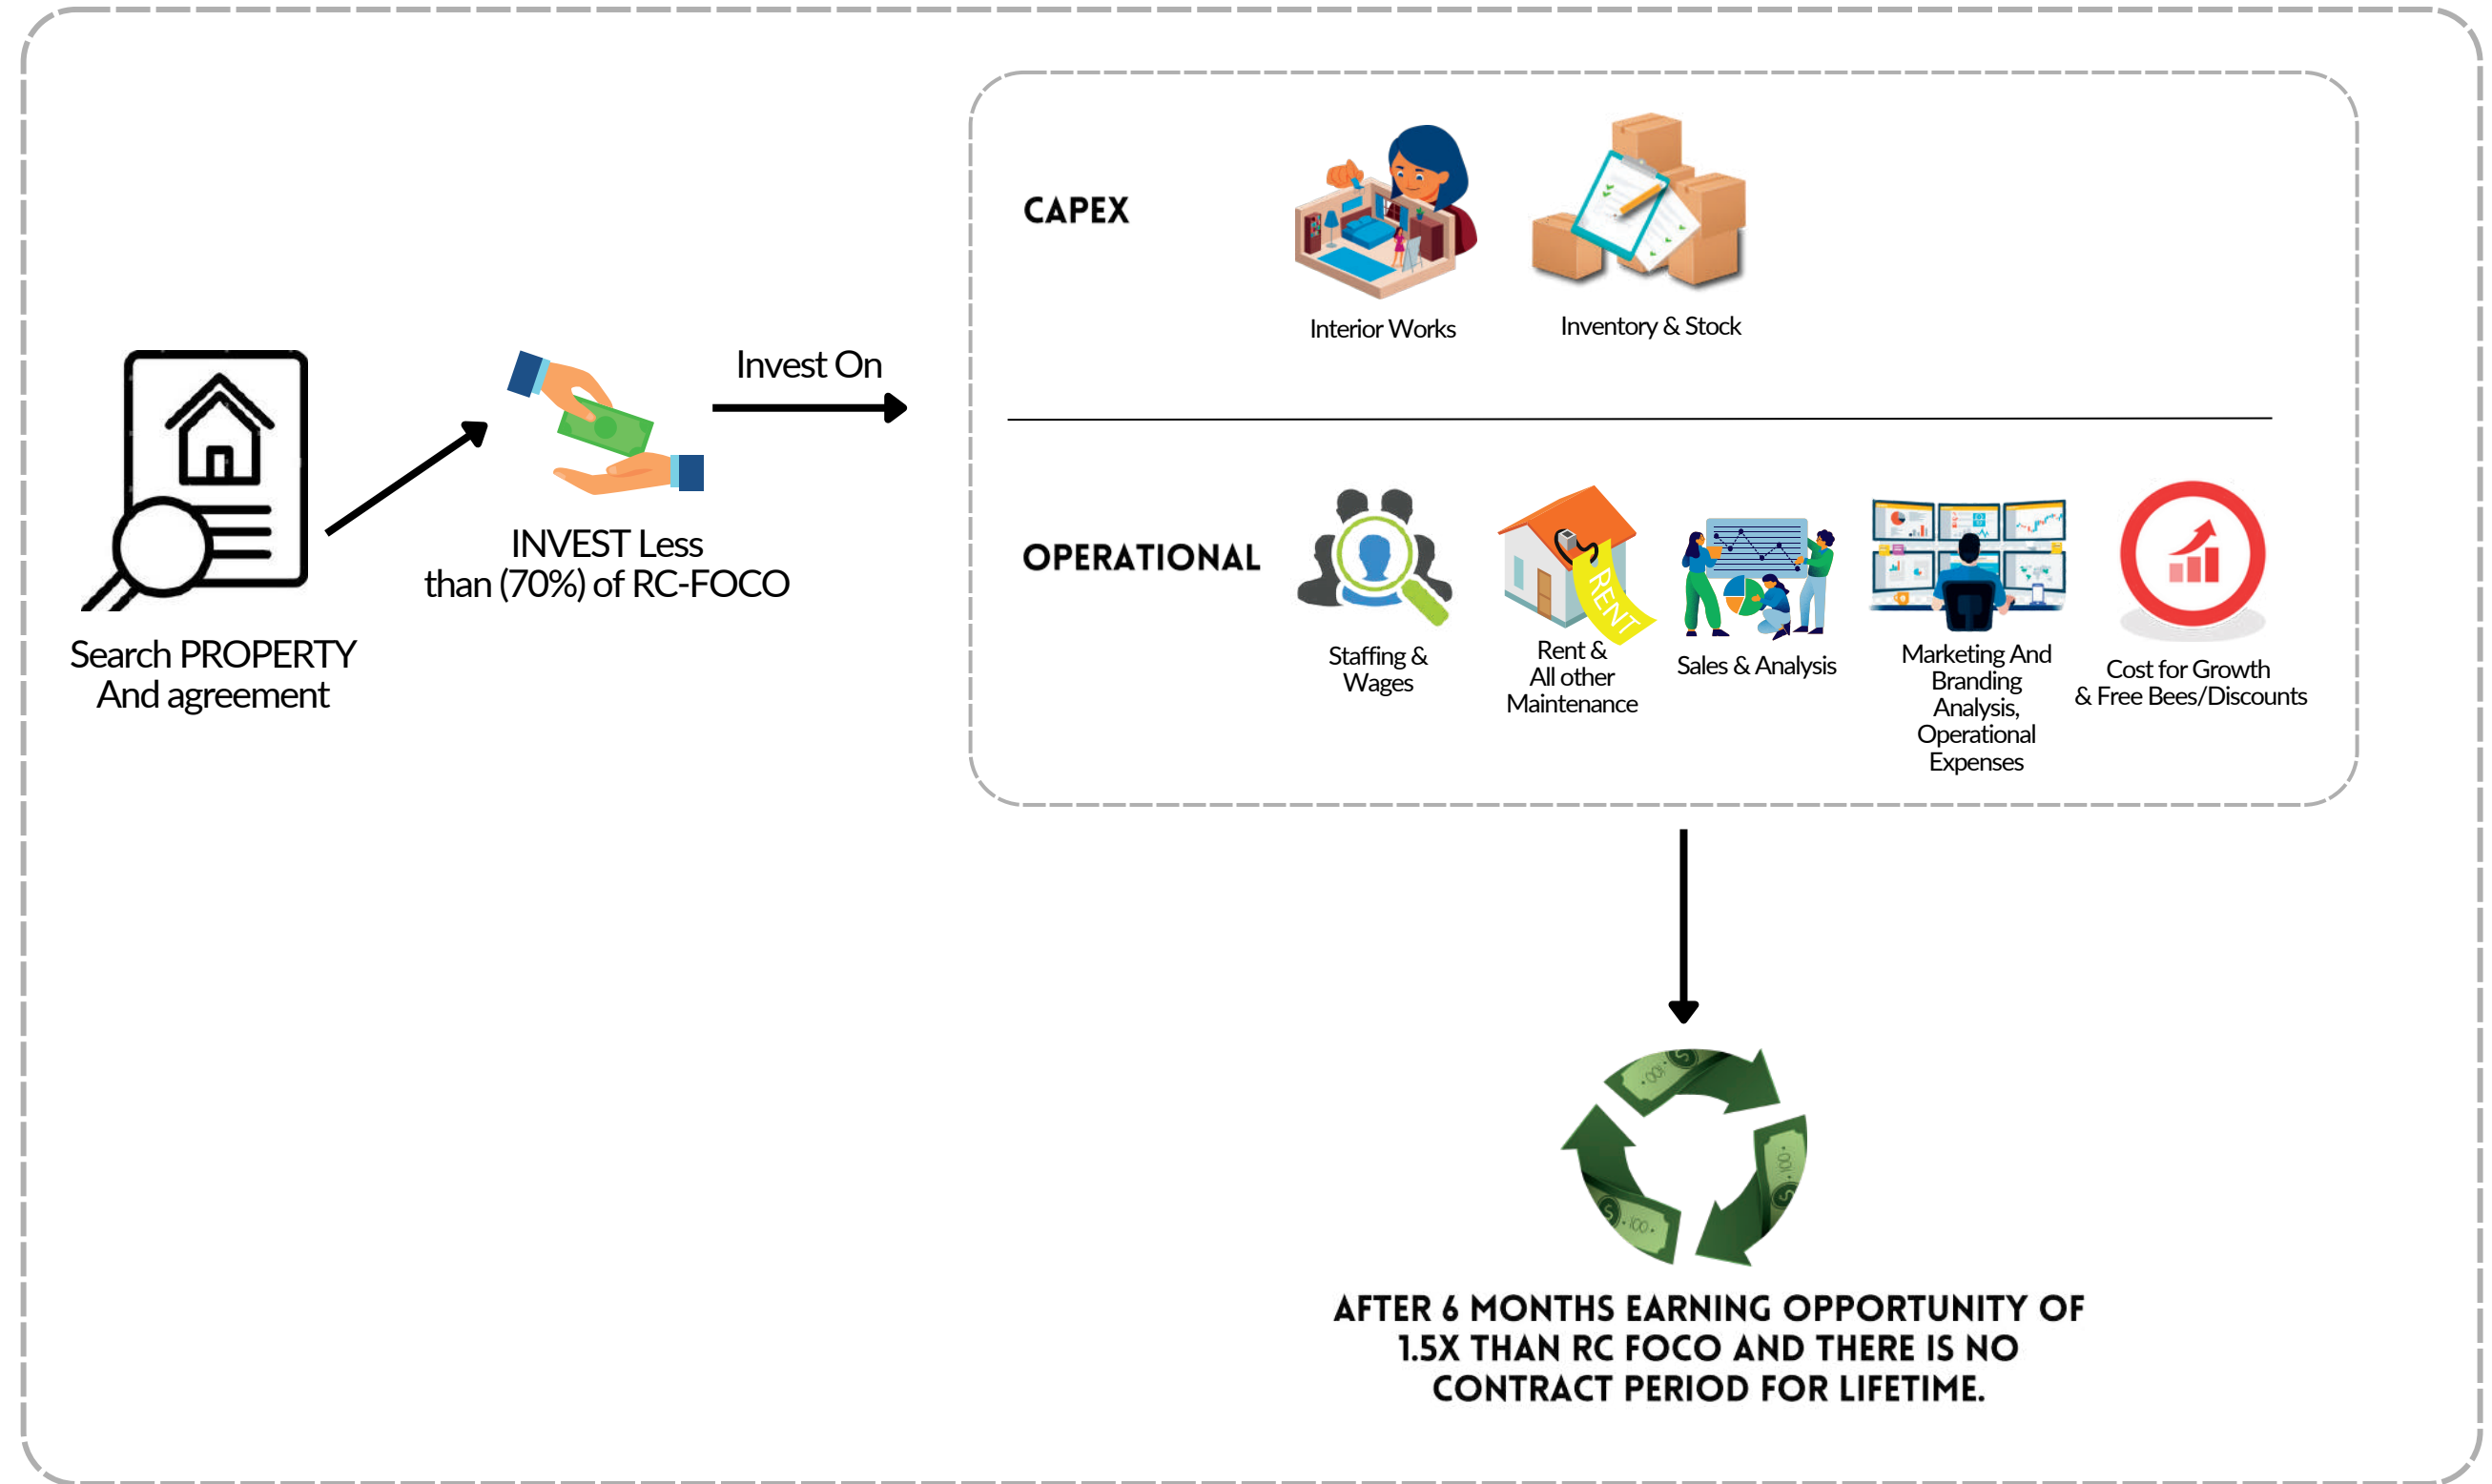 Search PROPERTY
And agreement
INVEST Less
than (70%) of RC-FOCO
Invest On
CAPEX
Interior Works
Inventory & Stock
OPERATIONAL
Staffing &
Wages
RENT
Rent &
All other
Maintenance
Sales & Analysis
Marketing And
Branding
Analysis,
Operational
Expenses
Cost for Growth
& Free Bees/Discounts
100
100
100
AFTER 6 MONTHS EARNING OPPORTUNITY OF
1.5X THAN RC FOCO AND THERE IS NO
CONTRACT PERIOD FOR LIFETIME.